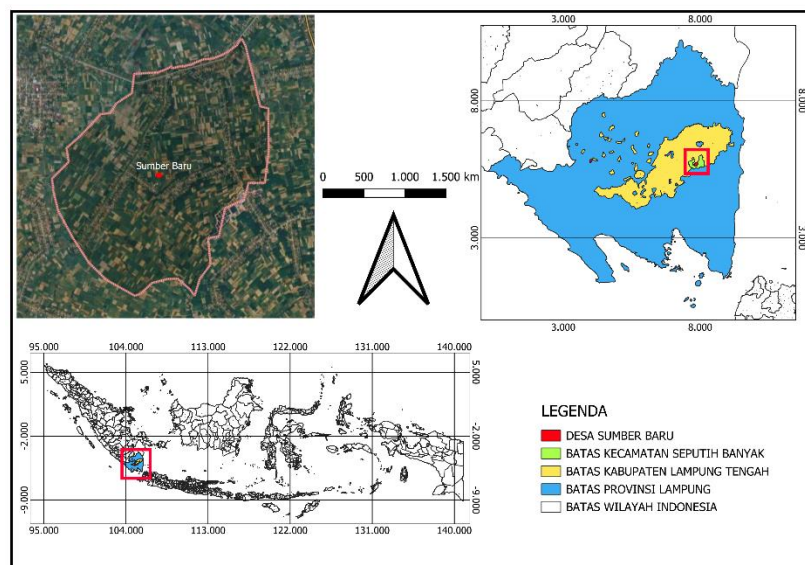 Sumber Baru
0 500 1.000 1.500 km
3.000 8.000
8.000 8.000
3.000 3.000
3.000 8.000
95.000 104.000 113.000 122.000 131.000 140.000
5.000 5.000
-2.000 -2.000
-9.000 -9.000
95.000 104.000 113.000 122.000 131.000 140.000
LEGENDA
DESA SUMBER BARU
BATAS KECAMATAN SEPUTIH BANYAK
BATAS KABUPATEN LAMPUNG TENGAH
BATAS PROVINSI LAMPUNG
BATAS WILAYAH INDONESIA